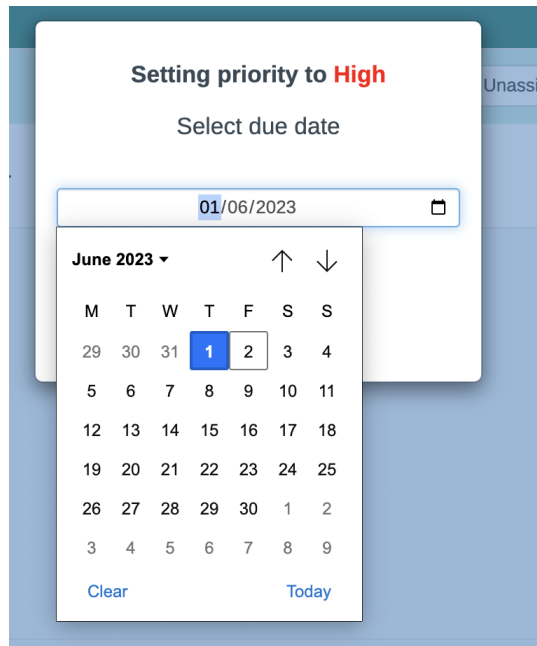 Setting priority to High
Unassi
Select due date
01/06/2023
June 2023
M T W T F S S
29 30 31 1 2 3 4
5 6 7 8 9 10 11
12 13 14 15 16 17 18
19 20 21 22 23 24 25
26 27 28 29 30 1 2
3 4 5 6 7 8 9
Clear Today